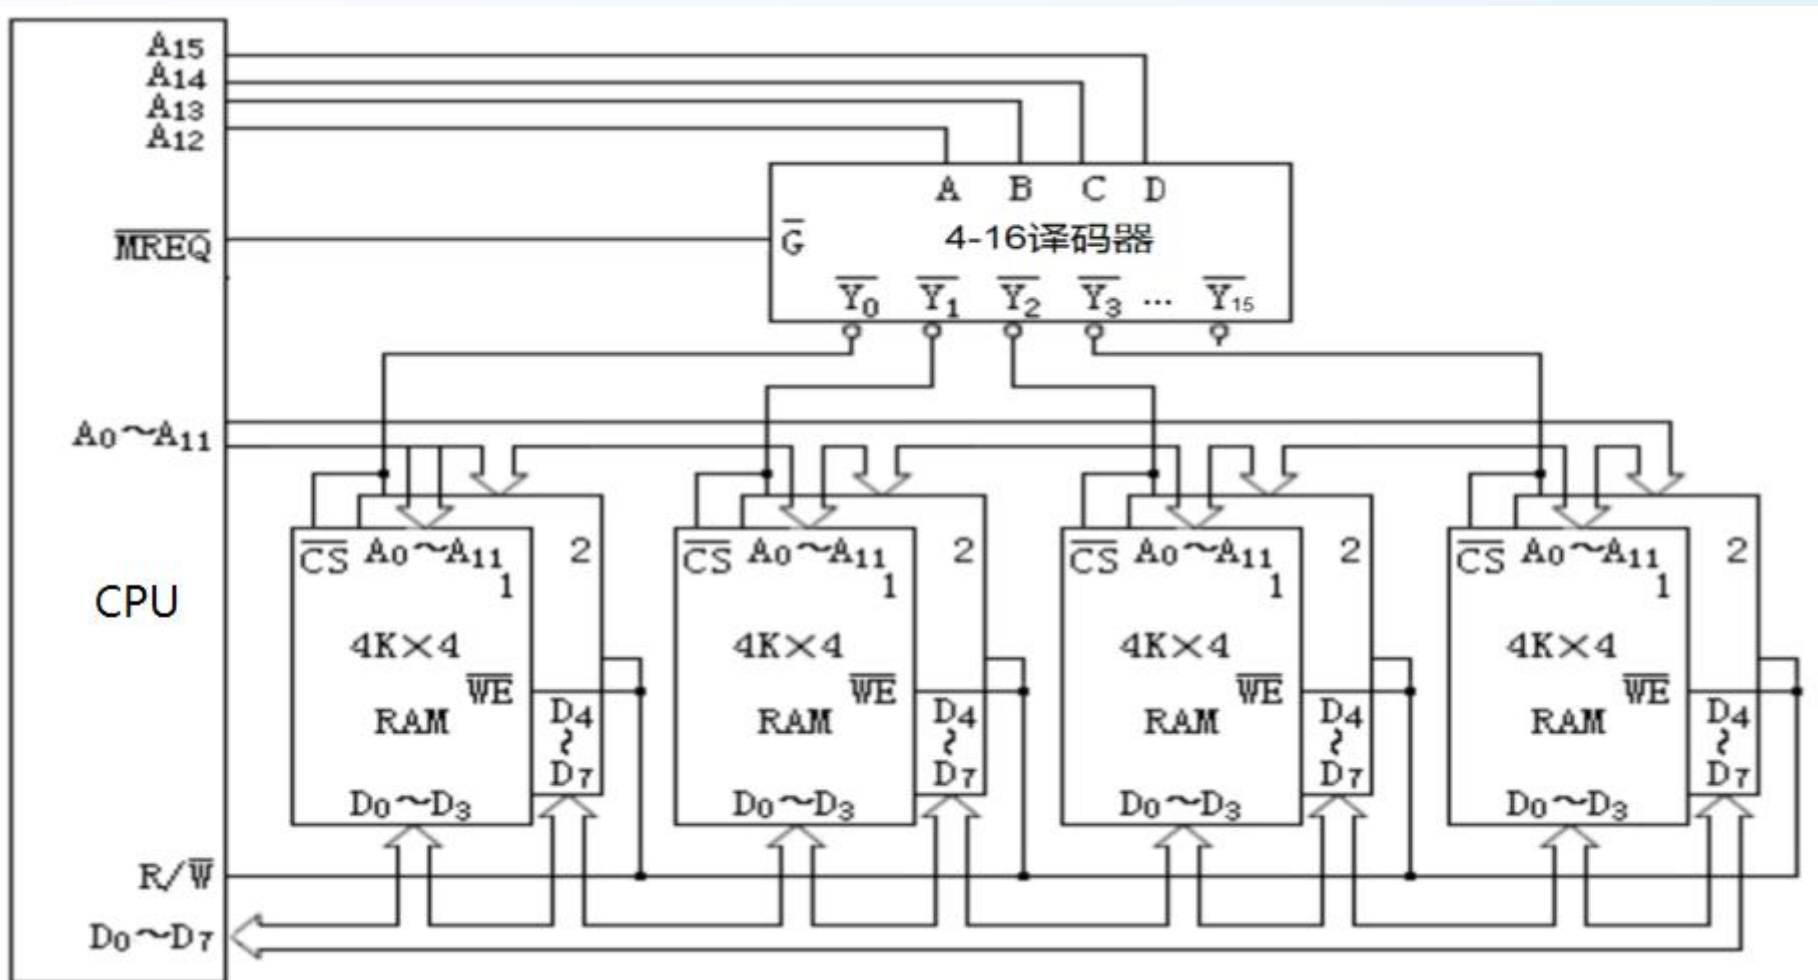 A15
A14
A13
A12
A B C D
MREQ
G
4-16译码器
Y0 Y1 Y2 Y3 ... Y15
A0~A11
CS A0~A11 2
1
CS A0~A11 2
1
CS A0~A11 2
1
CS A0~A11 2
1
CPU
4K×4
WE
RAM
D4
~
D7
D0~D3
4K×4
WE
RAM
D4
~
D7
D0~D3
4K×4
WE
RAM
D4
~
D7
D0~D3
4K×4
WE
RAM
D4
~
D7
D0~D3
R/W
D0~D7